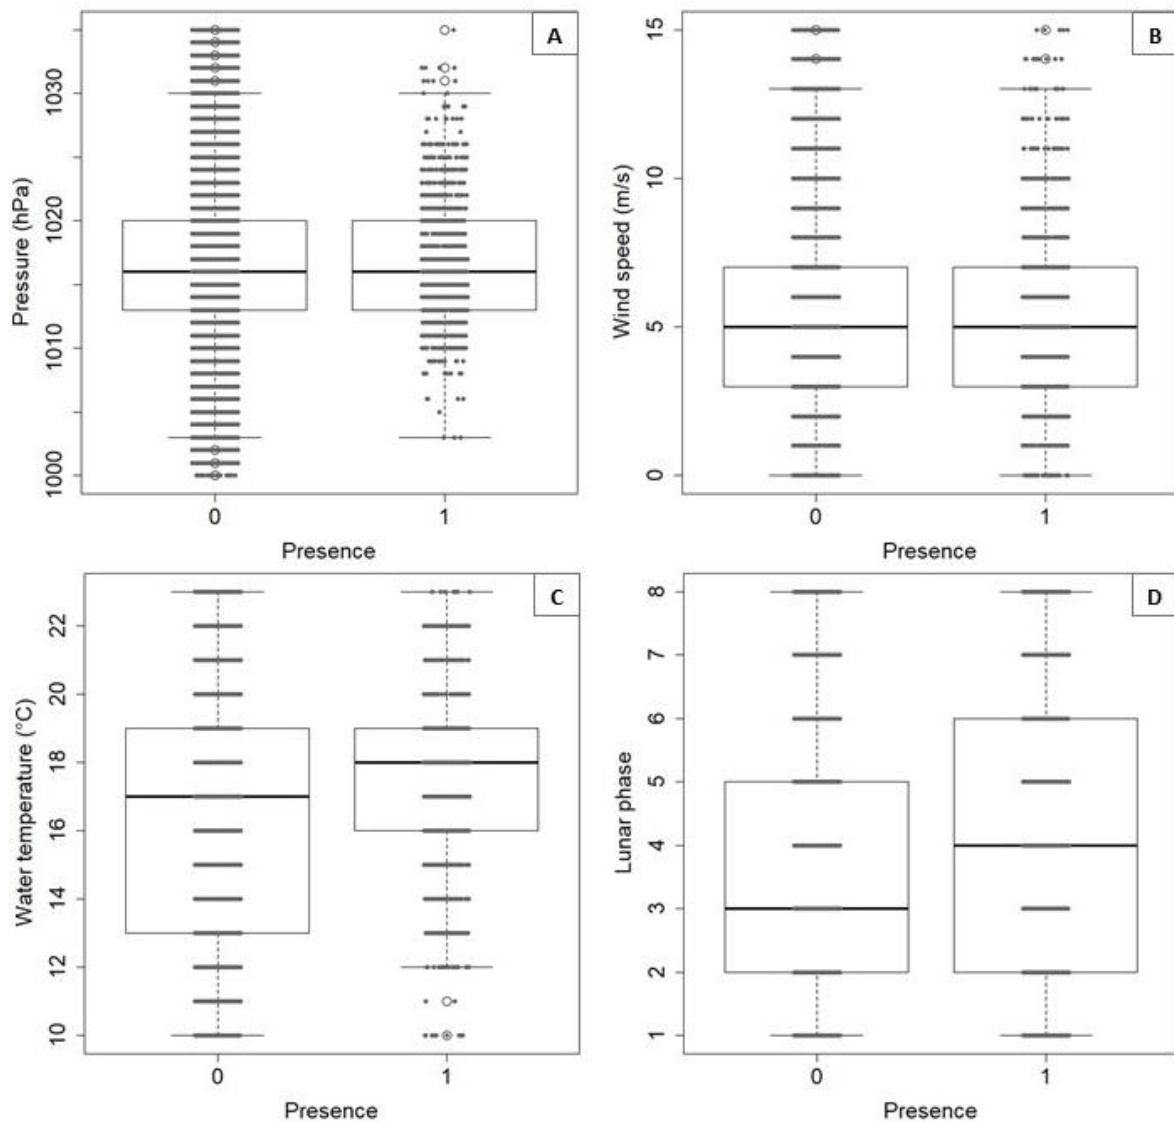 A
Pressure (hPa)
1030
1020
1010
1000
0 1
Presence
B
Wind speed (m/s)
15
10
5
0
0 1
Presence
C
Water temperature (°C)
22
20
18
16
14
12
10
0 1
Presence
D
Lunar phase
8
7
6
5
4
3
2
1
0 1
Presence